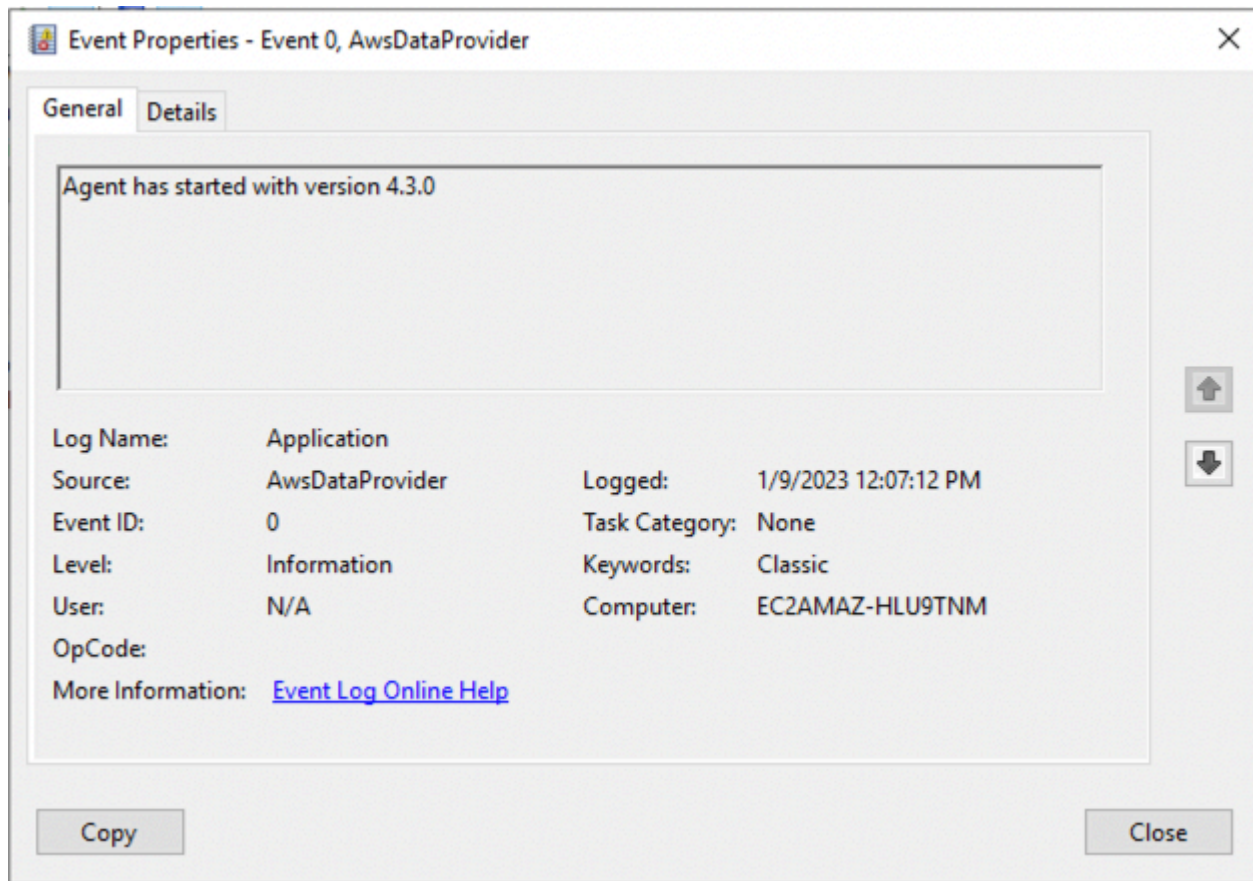 Event Properties - Event 0, AwsDataProvider
General Details
Agent has started with version 4.3.0
Log Name: Application
Source: AwsDataProvider Logged: 1/9/2023 12:07:12 PM
Event ID: 0 Task Category: None
Level: Information Keywords: Classic
User: N/A Computer: EC2AMAZ-HLU9TNM
OpCode:
More Information: Event Log Online Help
Copy Close